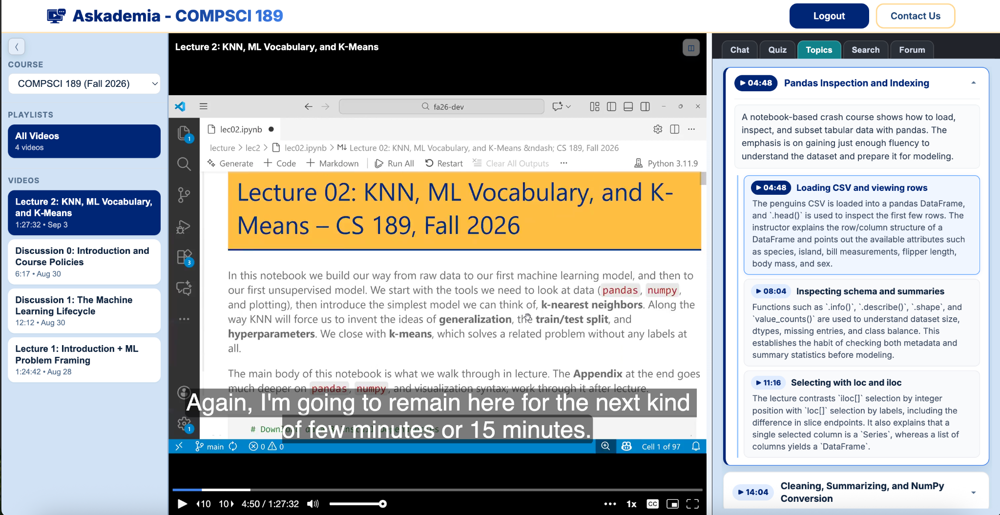 Askademia - COMPSCI 189
Logout
Contact Us
COURSE
COMPSCI 189 (Fall 2026)
PLAYLISTS
All Videos
4 videos
VIDEOS
Lecture 2: KNN, ML Vocabulary,
and K-Means
1:27:32 • Sep 3
Discussion 0: Introduction and
Course Policies
6:17 • Aug 30
Discussion 1: The Machine
Learning Lifecycle
12:12 • Aug 30
Lecture 1: Introduction + ML
Problem Framing
1:24:42 • Aug 28
Lecture 2: KNN, ML Vocabulary, and K-Means
fa26-dev
lec02.ipynb
lecture > lec2 > lec02.ipynb > M↓ Lecture 02: KNN, ML Vocabulary, and K-Means &ndash; CS 189, Fall 2026
Generate + Code + Markdown Run All Restart Clear All Outputs ... Python 3.11.9
1
3
1
Lecture 02: KNN, ML Vocabulary, and K-
Means – CS 189, Fall 2026
In this notebook we build our way from raw data to our first machine learning model, and then to
our first unsupervised model. We start with the tools we need to look at data (pandas, numpy,
and plotting), then introduce the simplest model we can think of, k-nearest neighbors. Along the
way KNN will force us to invent the ideas of generalization, the train/test split, and
hyperparameters. We close with k-means, which solves a related problem without any labels at
all.
The main body of this notebook is what we walk through in lecture. The Appendix at the end goes
much deeper on pandas, numpy, and visualization syntax; work through it after lecture.
Again, I'm going to remain here for the next kind
of few minutes or 15 minutes.
main 0 0 Cell 1 of 97
10 10 4:50 / 1:27:32 1x CC
Chat Quiz Topics Search Forum
04:48 Pandas Inspection and Indexing
A notebook-based crash course shows how to load,
inspect, and subset tabular data with pandas. The
emphasis is on gaining just enough fluency to
understand the dataset and prepare it for modeling.
04:48 Loading CSV and viewing rows
The penguins CSV is loaded into a pandas DataFrame,
and `.head()` is used to inspect the first few rows. The
instructor explains the row/column structure of a
DataFrame and points out the available attributes such
as species, island, bill measurements, flipper length,
body mass, and sex.
08:04 Inspecting schema and summaries
Functions such as `.info()`, `.describe()`, `.shape`, and
`value_counts()` are used to understand dataset size,
dtypes, missing entries, and class balance. This
establishes the habit of checking both metadata and
summary statistics before modeling.
11:16 Selecting with loc and iloc
The lecture contrasts `iloc[]` selection by integer
position with `loc[]` selection by labels, including the
difference in slice endpoints. It also explains that a
single selected column is a `Series`, whereas a list of
columns yields a `DataFrame`.
14:04 Cleaning, Summarizing, and NumPy
Conversion